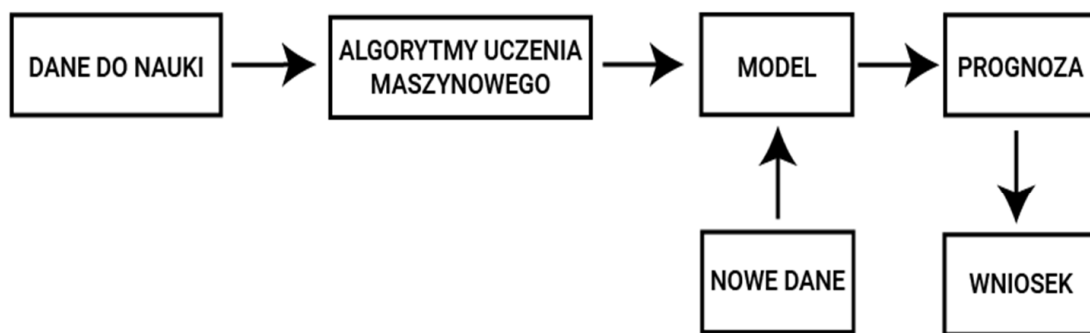 DANE DO NAUKI
ALGORYTMY UCZENIA
MASZYNOWEGO
MODEL
PROGNOZA
NOWE DANE
WNIOSEK